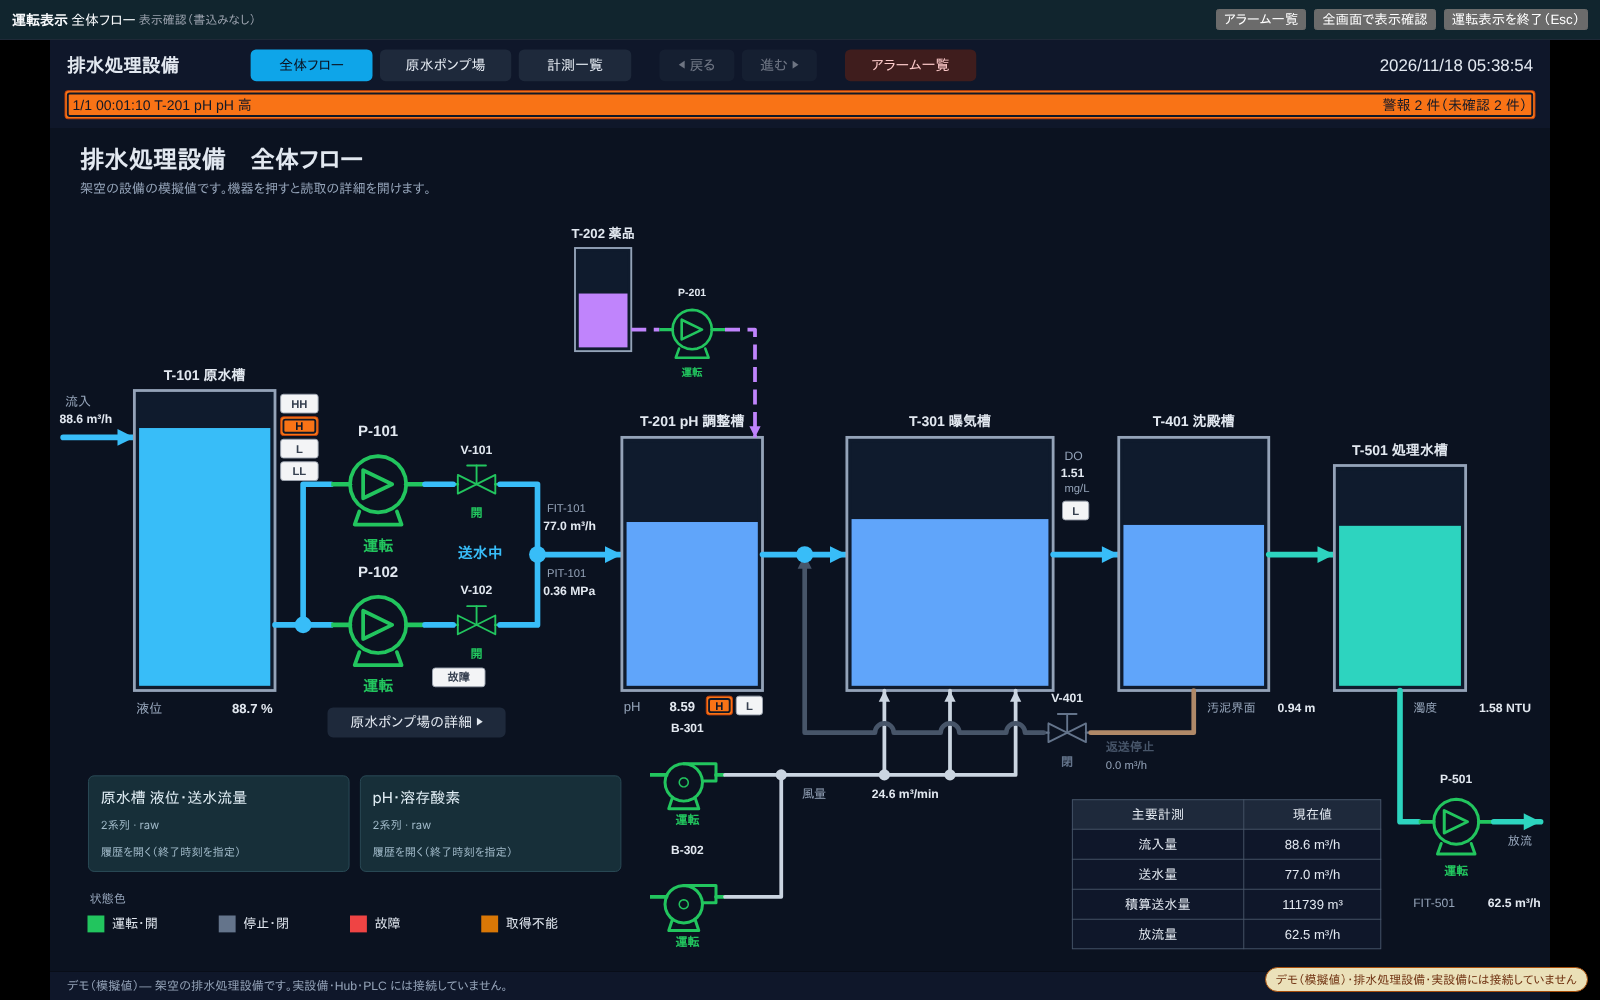 運転表示 全体フロー 表示確認（書込みなし）
アラーム一覧 全画面で表示確認 運転表示を終了（Esc）
排水処理設備
全体フロー 原水ポンプ場 計測一覧 戻る 進む アラーム一覧
2026/11/18 05:38:54
1/1 00:01:10 T-201 pH pH 高
警報 2 件（未確認 2 件）
排水処理設備　全体フロー
架空の設備の模擬値です。機器を押すと読取の詳細を開けます。
T-202 薬品
P-201
運転
T-101 原水槽
流入
88.6 m³/h
HH
H
L
LL
P-101
運転
V-101
開
送水中
P-102
運転
V-102
開
故障
FIT-101
77.0 m³/h
PIT-101
0.36 MPa
液位 88.7 %
原水ポンプ場の詳細
T-201 pH 調整槽
pH 8.59 H L
T-301 曝気槽
DO
1.51
mg/L
L
T-401 沈殿槽
V-401
閉
汚泥界面 0.94 m
返送停止
0.0 m³/h
T-501 処理水槽
濁度 1.58 NTU
B-301
運転
風量 24.6 m³/min
B-302
運転
P-501
運転
放流
FIT-501 62.5 m³/h
原水槽 液位･送水流量
2系列 · raw
履歴を開く（終了時刻を指定）
pH･溶存酸素
2系列 · raw
履歴を開く（終了時刻を指定）
状態色
運転･開 停止･閉 故障 取得不能
主要計測 現在値
流入量 88.6 m³/h
送水量 77.0 m³/h
積算送水量 111739 m³
放流量 62.5 m³/h
デモ（模擬値）— 架空の排水処理設備です。実設備･Hub･PLC には接続していません。
デモ（模擬値）･排水処理設備･実設備には接続していません